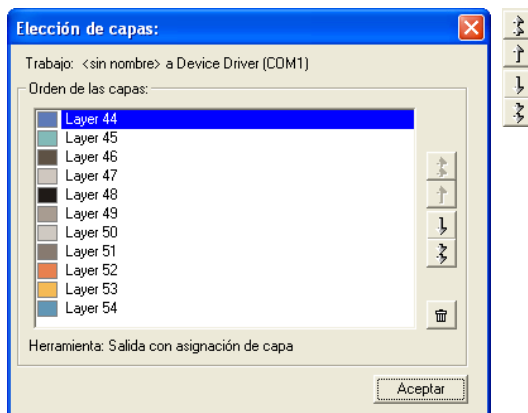 Elección de capas:
Trabajo: <sin nombre> a Device Driver (COM1)
Orden de las capas:
Layer 44
Layer 45
Layer 46
Layer 47
Layer 48
Layer 49
Layer 50
Layer 51
Layer 52
Layer 53
Layer 54
Herramienta: Salida con asignación de capa
Aceptar